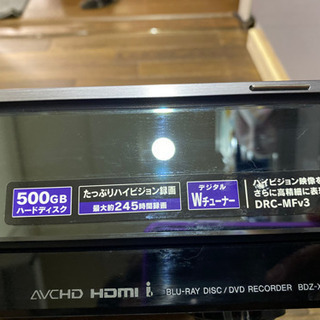 500GB
ハードディスク
たっぷりハイビジョン録画
最大約245時間録画
デジタル
Wチューナー
ハイビジョン映像を
さらに高精細に表
DRC-MFv3
AVCHD HDMI i BLU-RAY DISC / DVD RECORDER BDZ-X